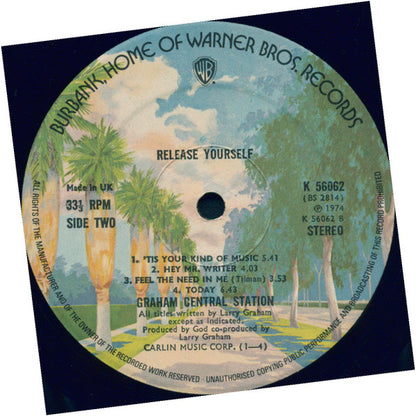 BURBANK, HOME OF WARNER BROS. RECORDS
WB
RELEASE YOURSELF
Made in UK
33⅓ RPM
SIDE TWO
K 56062
(BS 2814)
℗ 1974
K 56062 B
STEREO
1. 'TIS YOUR KIND OF MUSIC 5.41
2. HEY MR. WRITER 4.03
3. FEEL THE NEED IN ME (Tilman) 3.53
4. TODAY 6.43
GRAHAM CENTRAL STATION
All titles written by Larry Graham
except as indicated.
Produced by God co-produced by
Larry Graham
CARLIN MUSIC CORP. (1—4)
ALL RIGHTS OF THE MANUFACTURER AND OF THE OWNER OF THE RECORDED WORK RESERVED · UNAUTHORISED COPYING PUBLIC PERFORMANCE AND BROADCASTING OF THIS RECORD PROHIBITED